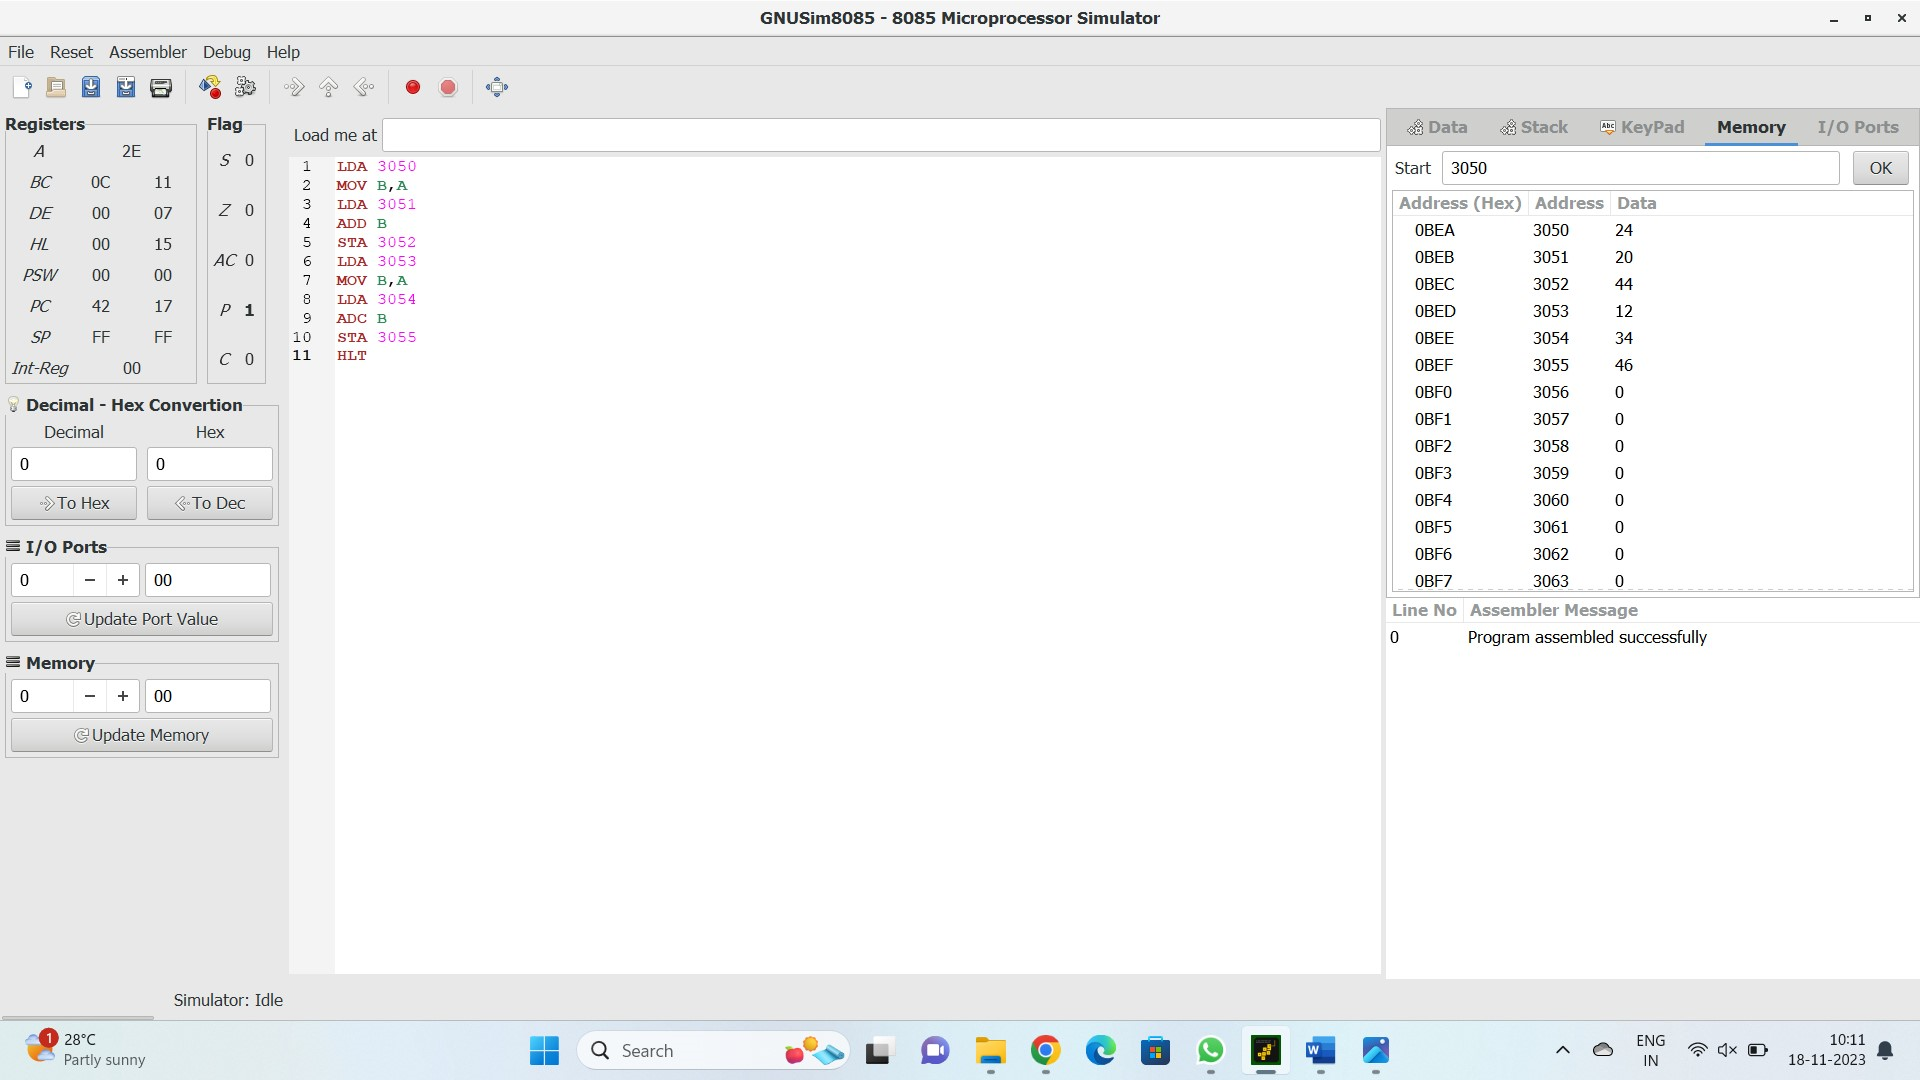 GNUSim8085 - 8085 Microprocessor Simulator
File Reset Assembler Debug Help
Registers
A 2E
BC 0C 11
DE 00 07
HL 00 15
PSW 00 00
PC 42 17
SP FF FF
Int-Reg 00
Flag
S 0
Z 0
AC 0
P 1
C 0
Decimal - Hex Convertion
Decimal Hex
0 0
To Hex To Dec
I/O Ports
0 − + 00
Update Port Value
Memory
0 − + 00
Update Memory
Load me at
1 LDA 3050
2 MOV B,A
3 LDA 3051
4 ADD B
5 STA 3052
6 LDA 3053
7 MOV B,A
8 LDA 3054
9 ADC B
10 STA 3055
11 HLT
Data Stack Abc KeyPad Memory I/O Ports
Start 3050 OK
Address (Hex) Address Data
0BEA 3050 24
0BEB 3051 20
0BEC 3052 44
0BED 3053 12
0BEE 3054 34
0BEF 3055 46
0BF0 3056 0
0BF1 3057 0
0BF2 3058 0
0BF3 3059 0
0BF4 3060 0
0BF5 3061 0
0BF6 3062 0
0BF7 3063 0
Line No Assembler Message
0 Program assembled successfully
Simulator: Idle
1 28°C
Partly sunny
Search
W
ENG
IN
10:11
18-11-2023